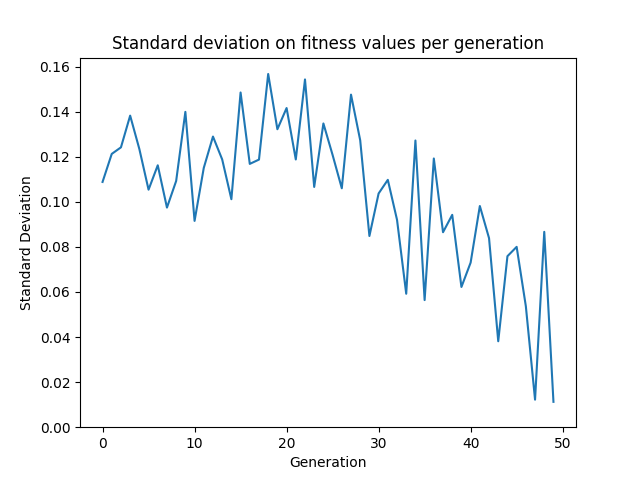 Standard deviation on fitness values per generation
0.16
0.14
0.12
0.10
0.08
0.06
0.04
0.02
0.00
Standard Deviation
0 10 20 30 40 50
Generation